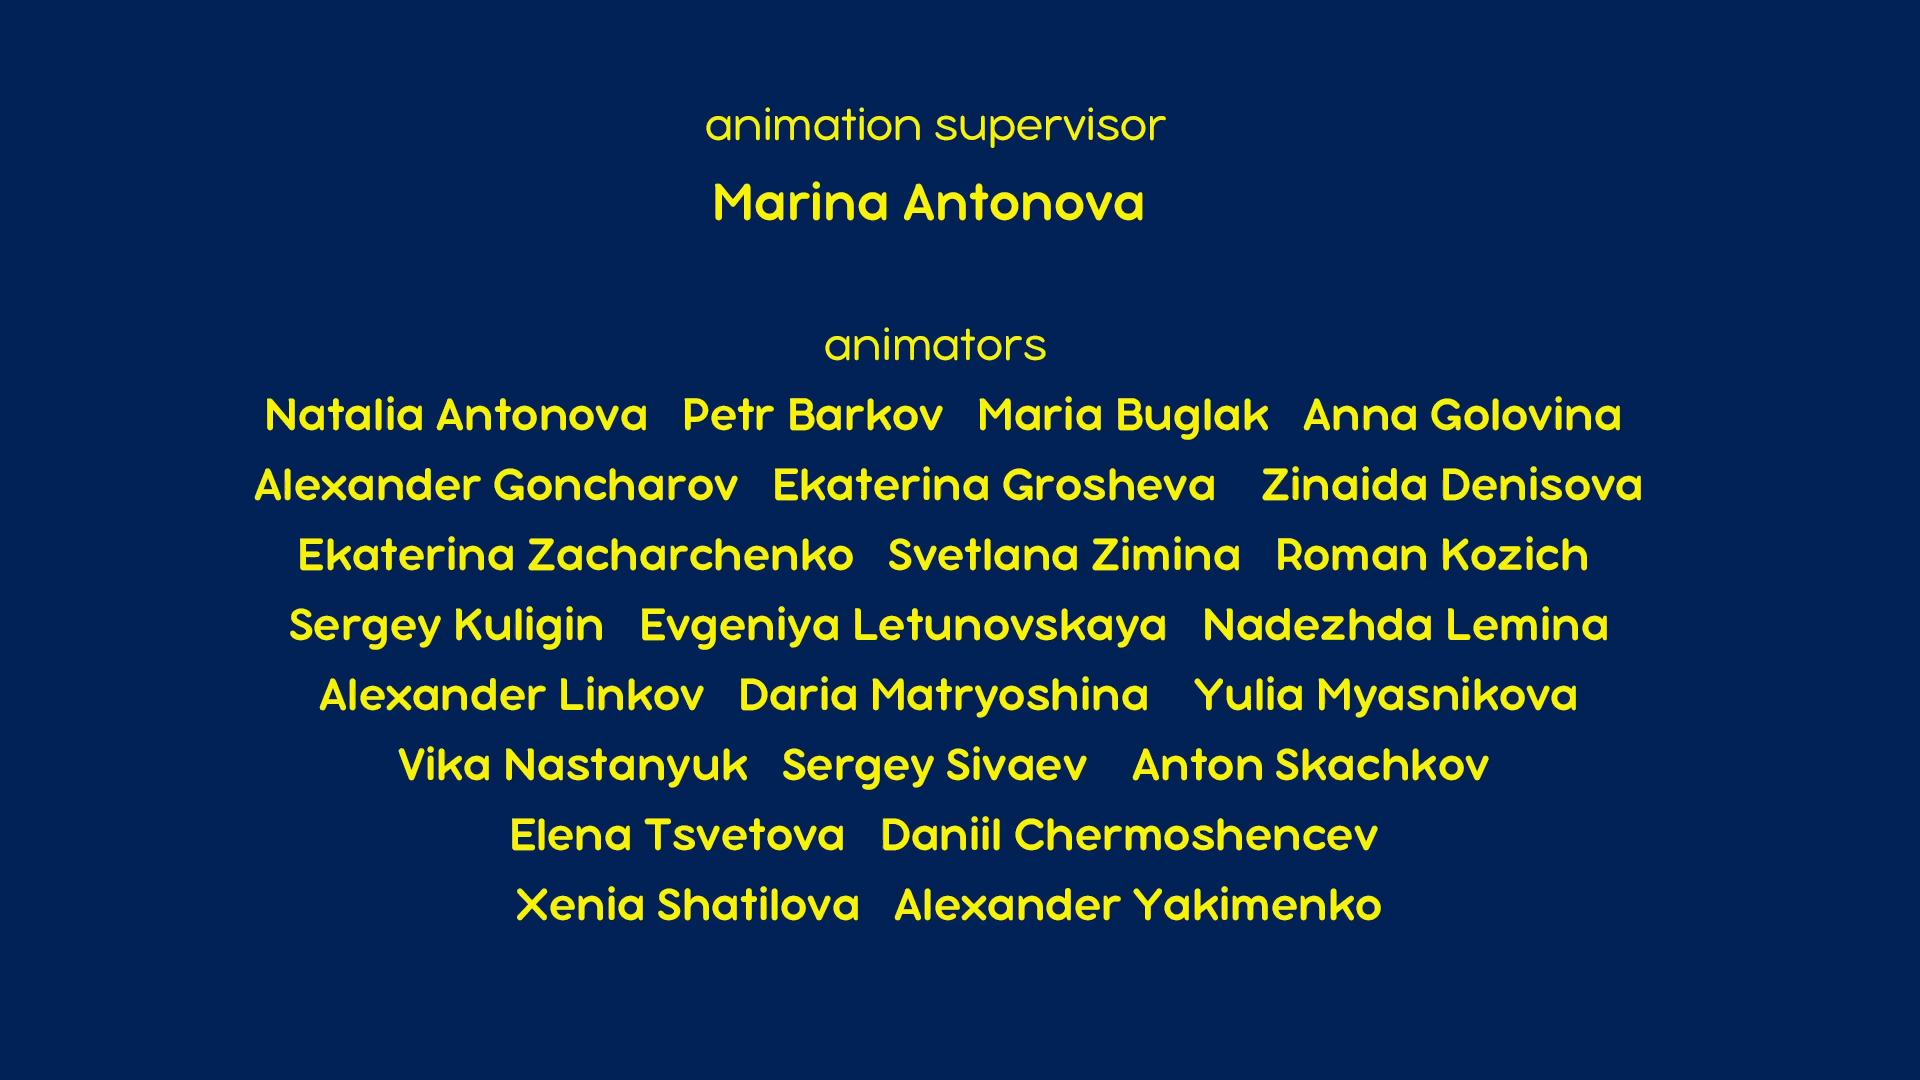 animation supervisor
Marina Antonova
animators
Natalia Antonova Petr Barkov Maria Buglak Anna Golovina
Alexander Goncharov Ekaterina Grosheva Zinaida Denisova
Ekaterina Zacharchenko Svetlana Zimina Roman Kozich
Sergey Kuligin Evgeniya Letunovskaya Nadezhda Lemina
Alexander Linkov Daria Matryoshina Yulia Myasnikova
Vika Nastanyuk Sergey Sivaev Anton Skachkov
Elena Tsvetova Daniil Chermoshencev
Xenia Shatilova Alexander Yakimenko